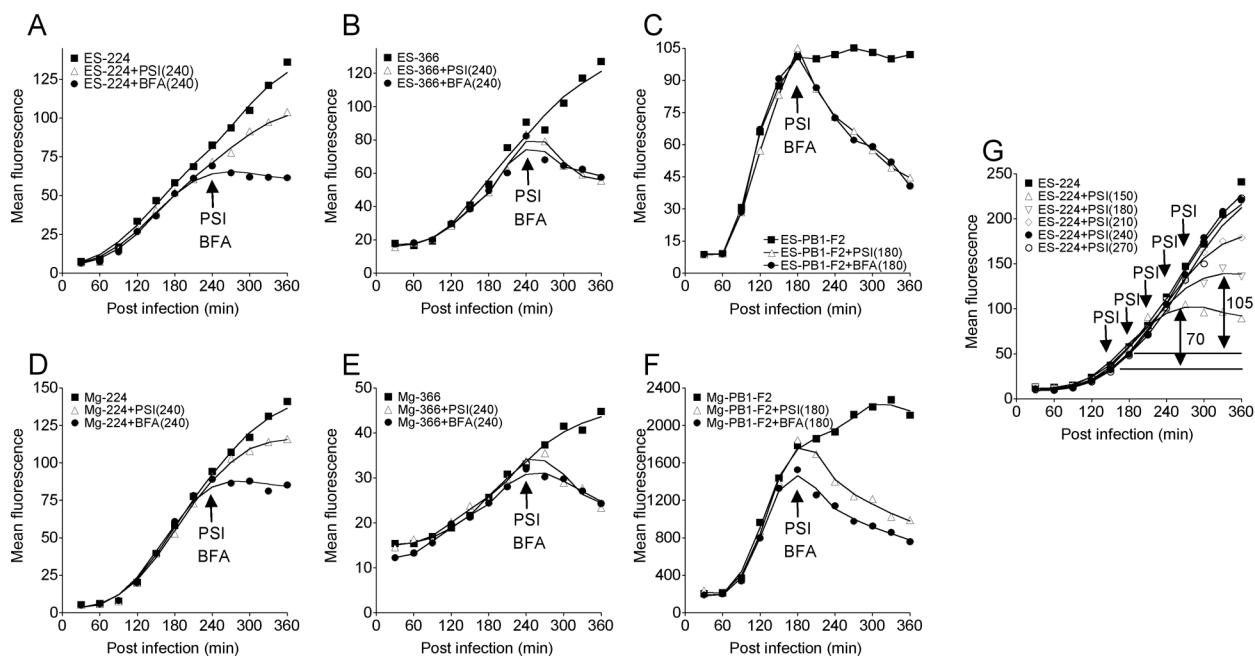 A
Mean fluorescence
125
100
75
50
25
0
ES-224
ES-224+PSI(240)
ES-224+BFA(240)
PSI
BFA
0 60 120 180 240 300 360
Post infection (min)
B
Mean fluorescence
120
100
80
60
40
20
0
ES-366
ES-366+PSI(240)
ES-366+BFA(240)
PSI
BFA
0 60 120 180 240 300 360
Post infection (min)
C
Mean fluorescence
105
90
75
60
45
30
15
0
PSI
BFA
ES-PB1-F2
ES-PB1-F2+PSI(180)
ES-PB1-F2+BFA(180)
0 60 120 180 240 300 360
Post infection (min)
D
Mean fluorescence
150
125
100
75
50
25
0
Mg-224
Mg-224+PSI(240)
Mg-224+BFA(240)
PSI
BFA
0 60 120 180 240 300 360
Post infection (min)
E
Mean fluorescence
50
40
30
20
10
0
Mg-366
Mg-366+PSI(240)
Mg-366+BFA(240)
PSI
BFA
0 60 120 180 240 300 360
Post infection (min)
F
Mean fluorescence
2400
2000
1600
1200
800
400
0
Mg-PB1-F2
Mg-PB1-F2+PSI(180)
Mg-PB1-F2+BFA(180)
PSI
BFA
0 60 120 180 240 300 360
Post infection (min)
G
Mean fluorescence
250
200
150
100
50
0
ES-224
ES-224+PSI(150)
ES-224+PSI(180)
ES-224+PSI(210)
ES-224+PSI(240)
ES-224+PSI(270)
PSI
PSI
PSI
PSI
PSI
105
70
0 60 120 180 240 300 360
Post infection (min)